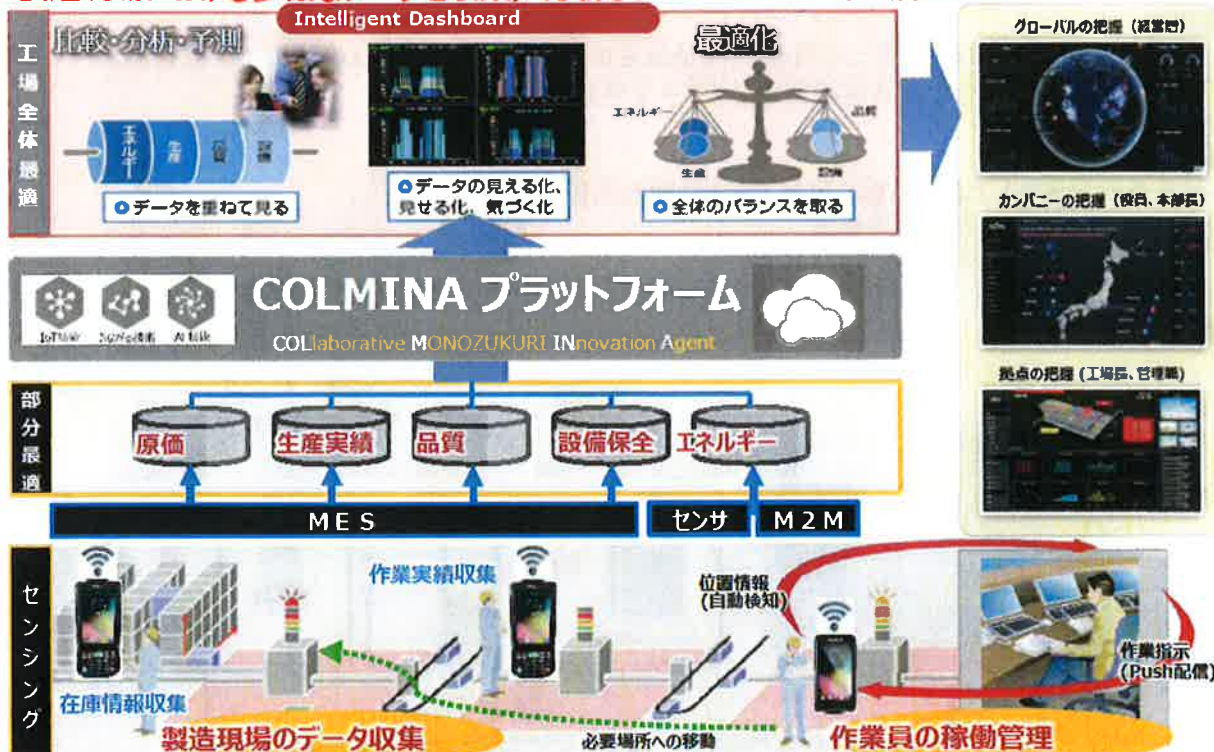 Intelligent Dashboard
工場全体最適
比較・分析・予測
最適化
エネルギー
生産
品質
設備
エネルギー
品質
生産
設備
データを重ねて見る
データの見える化、
見せる化、気づく化
全体のバランスを取る
グローバルの把握（経営層）
カンパニーの把握（役員、本部長）
拠点の把握（工場長、管理職）
COLMINA プラットフォーム
COLlaborative MONOZUKURI INnovation Agent
部分最適
原価
生産実績
品質
設備保全
エネルギー
MES
センサ
M2M
センシング
作業実績収集
位置情報
(自動検知)
作業指示
(Push配信)
在庫情報収集
製造現場のデータ収集
必要場所への移動
作業員の稼働管理